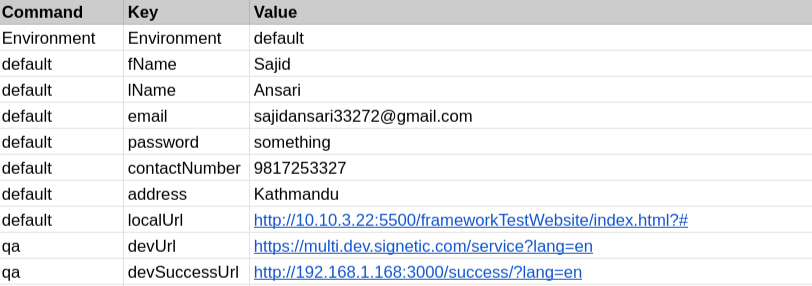 Command Key Value
Environment Environment default
default fName Sajid
default lName Ansari
default email sajidansari33272@gmail.com
default password something
default contactNumber 9817253327
default address Kathmandu
default localUrl http://10.10.3.22:5500/frameworkTestWebsite/index.html?#
qa devUrl https://multi.dev.signetic.com/service?lang=en
qa devSuccessUrl http://192.168.1.168:3000/success/?lang=en